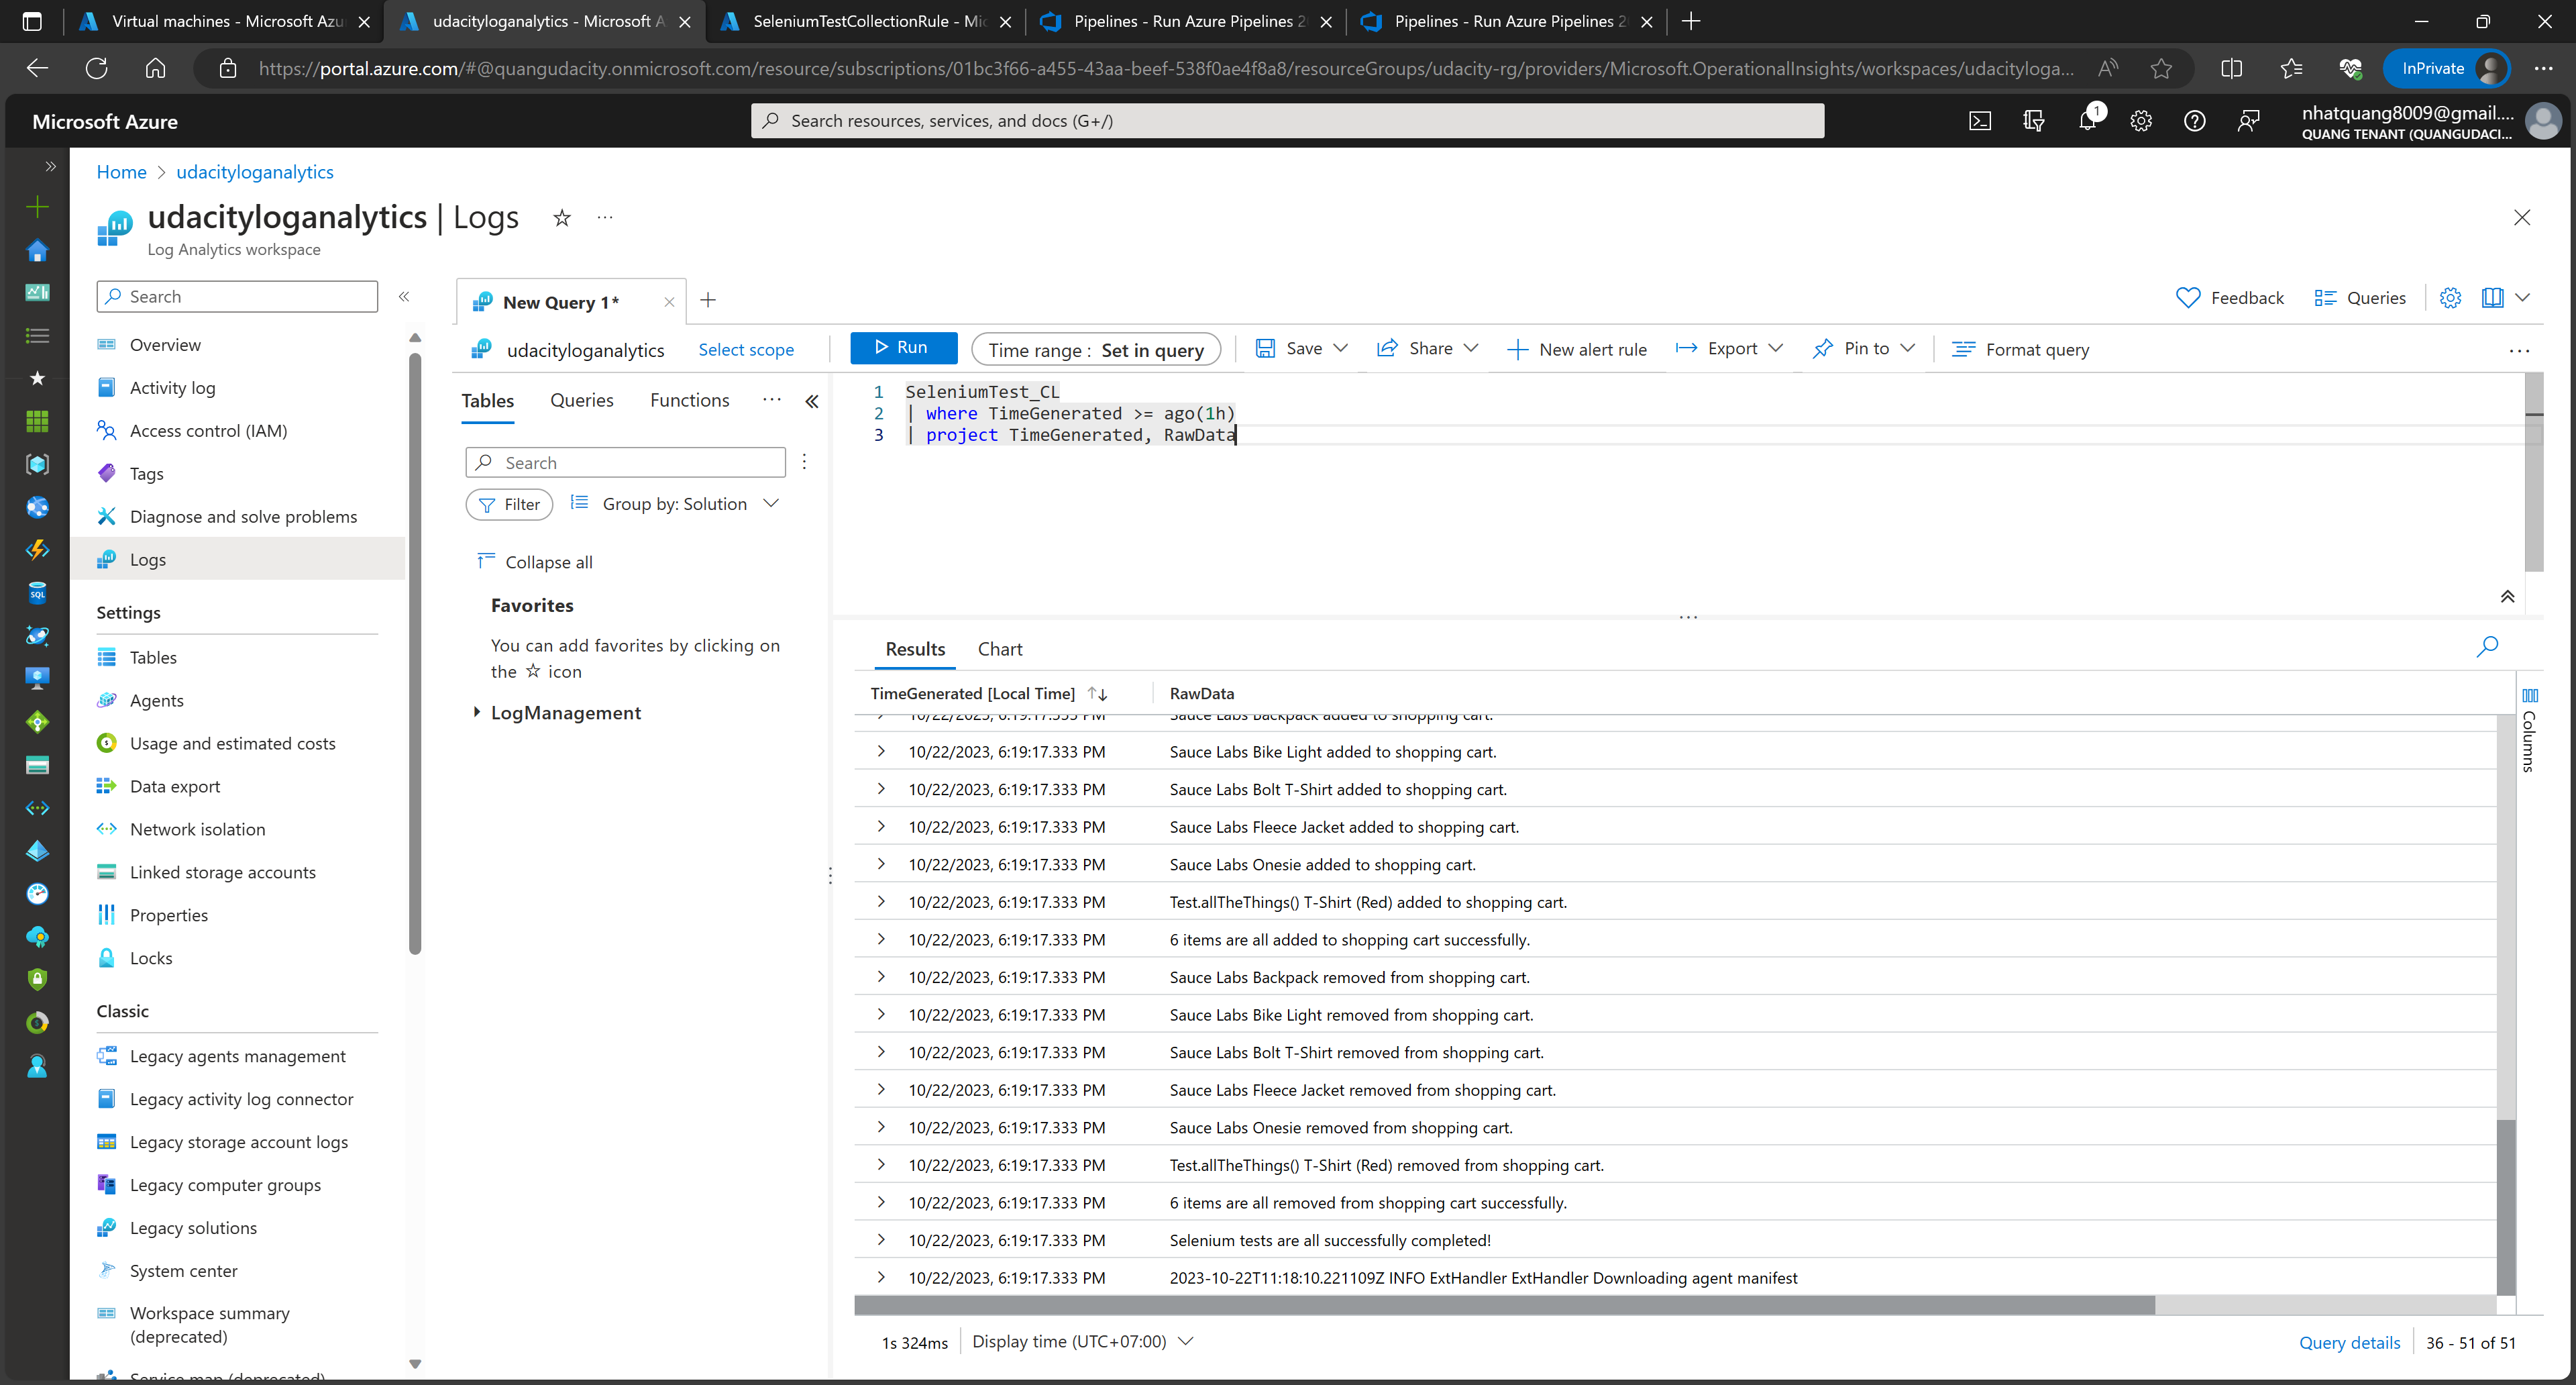 Virtual machines - Microsoft Azu
udacityloganalytics - Microsoft A
SeleniumTestCollectionRule - Mic
Pipelines - Run Azure Pipelines 2
Pipelines - Run Azure Pipelines 2
https://portal.azure.com/#@quangudacity.onmicrosoft.com/resource/subscriptions/01bc3f66-a455-43aa-beef-538f0ae4f8a8/resourceGroups/udacity-rg/providers/Microsoft.OperationalInsights/workspaces/udacityloga...
InPrivate
Microsoft Azure
Search resources, services, and docs (G+/)
1
nhatquang8009@gmail....
QUANG TENANT (QUANGUDACI...
Home > udacityloganalytics
udacityloganalytics | Logs
Log Analytics workspace
Search
Overview
Activity log
Access control (IAM)
Tags
Diagnose and solve problems
Logs
Settings
Tables
Agents
Usage and estimated costs
Data export
Network isolation
Linked storage accounts
Properties
Locks
Classic
Legacy agents management
Legacy activity log connector
Legacy storage account logs
Legacy computer groups
Legacy solutions
System center
Workspace summary
(deprecated)
Service map (deprecated)
New Query 1*
Feedback
Queries
udacityloganalytics
Select scope
Run
Time range : Set in query
Save
Share
New alert rule
Export
Pin to
Format query
Tables
Queries
Functions
Search
Filter
Group by: Solution
Collapse all
Favorites
You can add favorites by clicking on
the ☆ icon
LogManagement
1 SeleniumTest_CL
2 | where TimeGenerated >= ago(1h)
3 | project TimeGenerated, RawData
Results
Chart
TimeGenerated [Local Time] RawData
10/22/2023, 6:19:17.333 PM Sauce Labs Backpack added to shopping cart.
10/22/2023, 6:19:17.333 PM Sauce Labs Bike Light added to shopping cart.
10/22/2023, 6:19:17.333 PM Sauce Labs Bolt T-Shirt added to shopping cart.
10/22/2023, 6:19:17.333 PM Sauce Labs Fleece Jacket added to shopping cart.
10/22/2023, 6:19:17.333 PM Sauce Labs Onesie added to shopping cart.
10/22/2023, 6:19:17.333 PM Test.allTheThings() T-Shirt (Red) added to shopping cart.
10/22/2023, 6:19:17.333 PM 6 items are all added to shopping cart successfully.
10/22/2023, 6:19:17.333 PM Sauce Labs Backpack removed from shopping cart.
10/22/2023, 6:19:17.333 PM Sauce Labs Bike Light removed from shopping cart.
10/22/2023, 6:19:17.333 PM Sauce Labs Bolt T-Shirt removed from shopping cart.
10/22/2023, 6:19:17.333 PM Sauce Labs Fleece Jacket removed from shopping cart.
10/22/2023, 6:19:17.333 PM Sauce Labs Onesie removed from shopping cart.
10/22/2023, 6:19:17.333 PM Test.allTheThings() T-Shirt (Red) removed from shopping cart.
10/22/2023, 6:19:17.333 PM 6 items are all removed from shopping cart successfully.
10/22/2023, 6:19:17.333 PM Selenium tests are all successfully completed!
10/22/2023, 6:19:17.333 PM 2023-10-22T11:18:10.221109Z INFO ExtHandler ExtHandler Downloading agent manifest
Columns
1s 324ms
Display time (UTC+07:00)
Query details
36 - 51 of 51